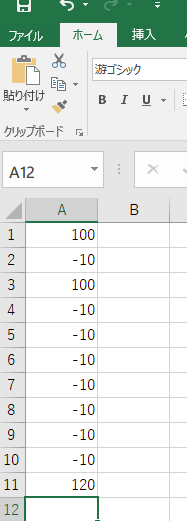 ファイル ホーム 挿入
貼り付け
游ゴシック
B I U
クリップボード
A12
A B
1 100
2 -10
3 100
4 -10
5 -10
6 -10
7 -10
8 -10
9 -10
10 -10
11 120
12